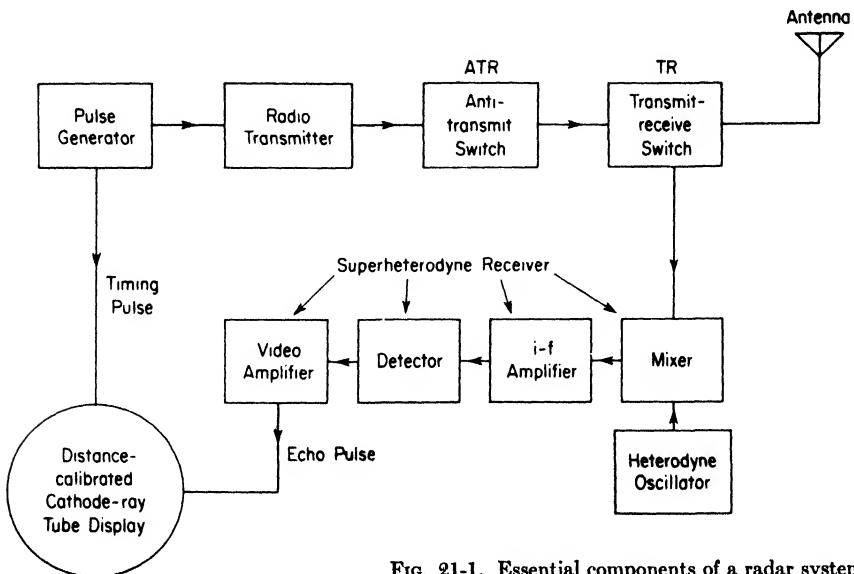 Antenna
ATR
TR
Pulse
Generator
Radio
Transmitter
Anti-
transmit
Switch
Transmit-
receive
Switch
Timing
Pulse
Superheterodyne Receiver
Video
Amplifier
Detector
i-f
Amplifier
Mixer
Echo Pulse
Heterodyne
Oscillator
Distance-
calibrated
Cathode-ray
Tube Display
FIG. 21-1. Essential components of a radar system